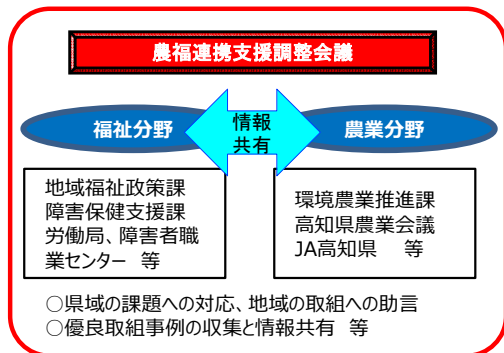 農福連携支援調整会議
福祉分野
情報
共有
農業分野
地域福祉政策課
障害保健支援課
労働局、障害者職
業センター 等
環境農業推進課
高知県農業会議
JA高知県 等
○県域の課題への対応、地域の取組への助言
○優良取組事例の収集と情報共有 等